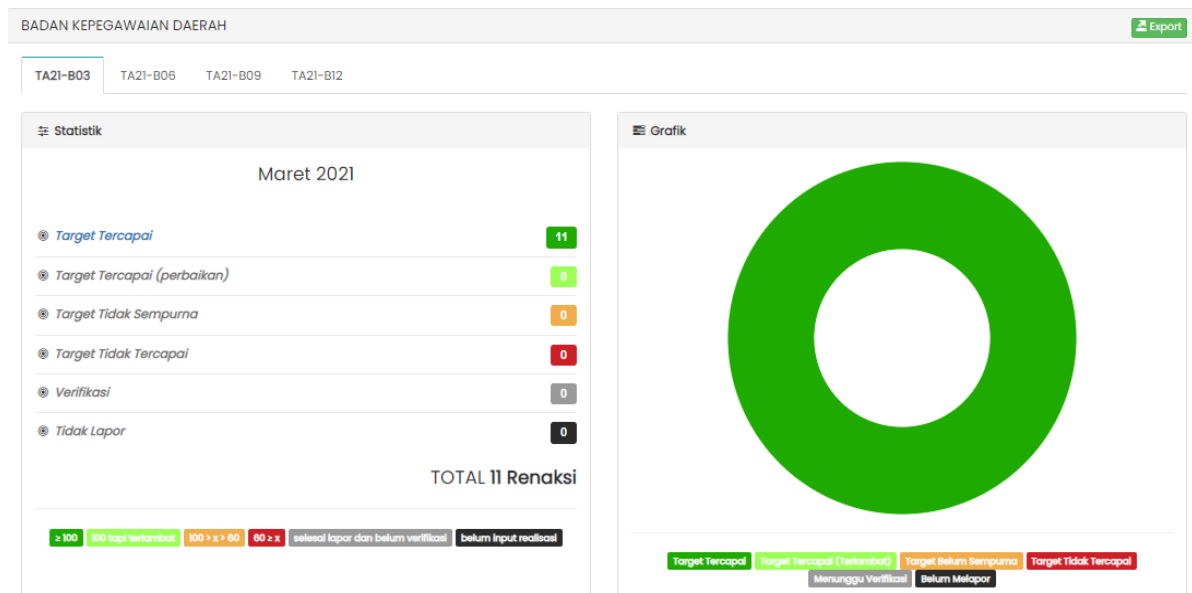 BADAN KEPEGAWAIAN DAERAH
Export
TA21-B03 TA21-B06 TA21-B09 TA21-B12
Statistik
Maret 2021
Target Tercapai 11
Target Tercapai (perbaikan) 0
Target Tidak Sempurna 0
Target Tidak Tercapai 0
Verifikasi 0
Tidak Lapor 0
TOTAL 11 Renaksi
≥ 100 100 tapi terlambat 100 > x > 60 60 ≥ x selesai lapor dan belum verifikasi belum input realisasi
Grafik
Target Tercapai Target Tercapai (Terlambat) Target Belum Sempurna Target Tidak Tercapai
Menunggu Verifikasi Belum Melapor